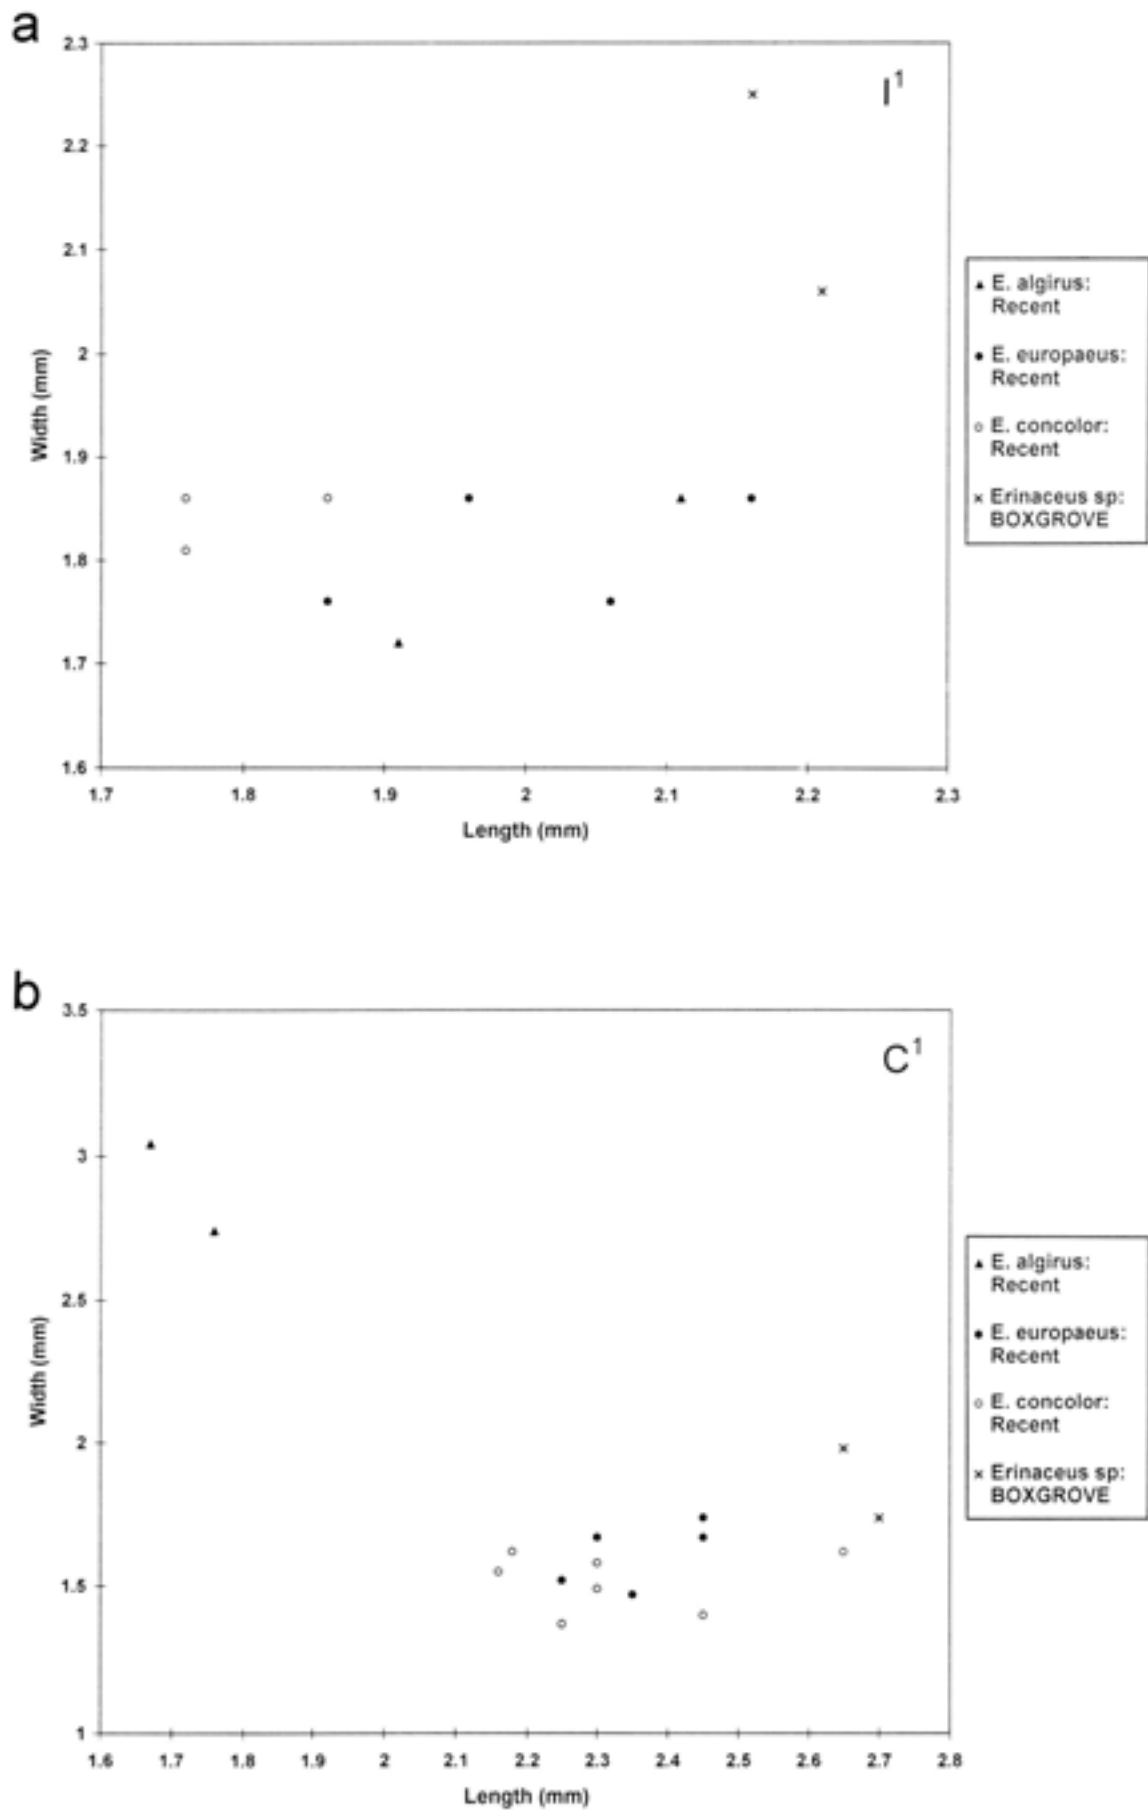 a
2.3
I1
2.2
2.1
2
1.9
1.8
1.7
1.6
Width (mm)
1.7 1.8 1.9 2 2.1 2.2 2.3
Length (mm)
E. algirus:
Recent
E. europaeus:
Recent
E. concolor:
Recent
Erinaceus sp:
BOXGROVE
b
3.5
C1
3
2.5
2
1.5
1
Width (mm)
1.6 1.7 1.8 1.9 2 2.1 2.2 2.3 2.4 2.5 2.6 2.7 2.8
Length (mm)
E. algirus:
Recent
E. europaeus:
Recent
E. concolor:
Recent
Erinaceus sp:
BOXGROVE